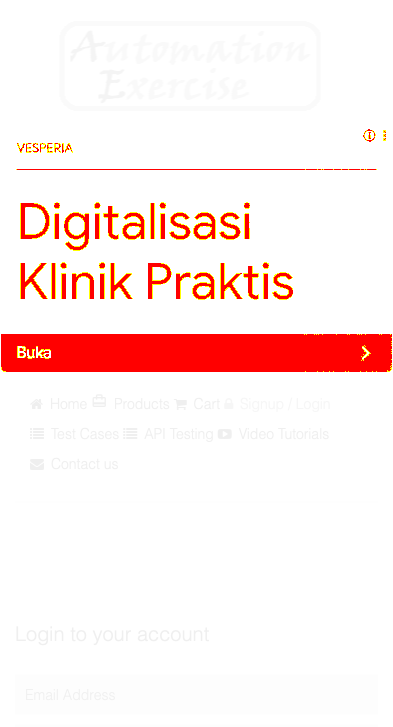 Automation
Exercise
VESPERIA
Digitalisasi
Klinik Praktis
Buka
Home Products Cart Signup / Login
Test Cases API Testing Video Tutorials
Contact us
Login to your account
Email Address